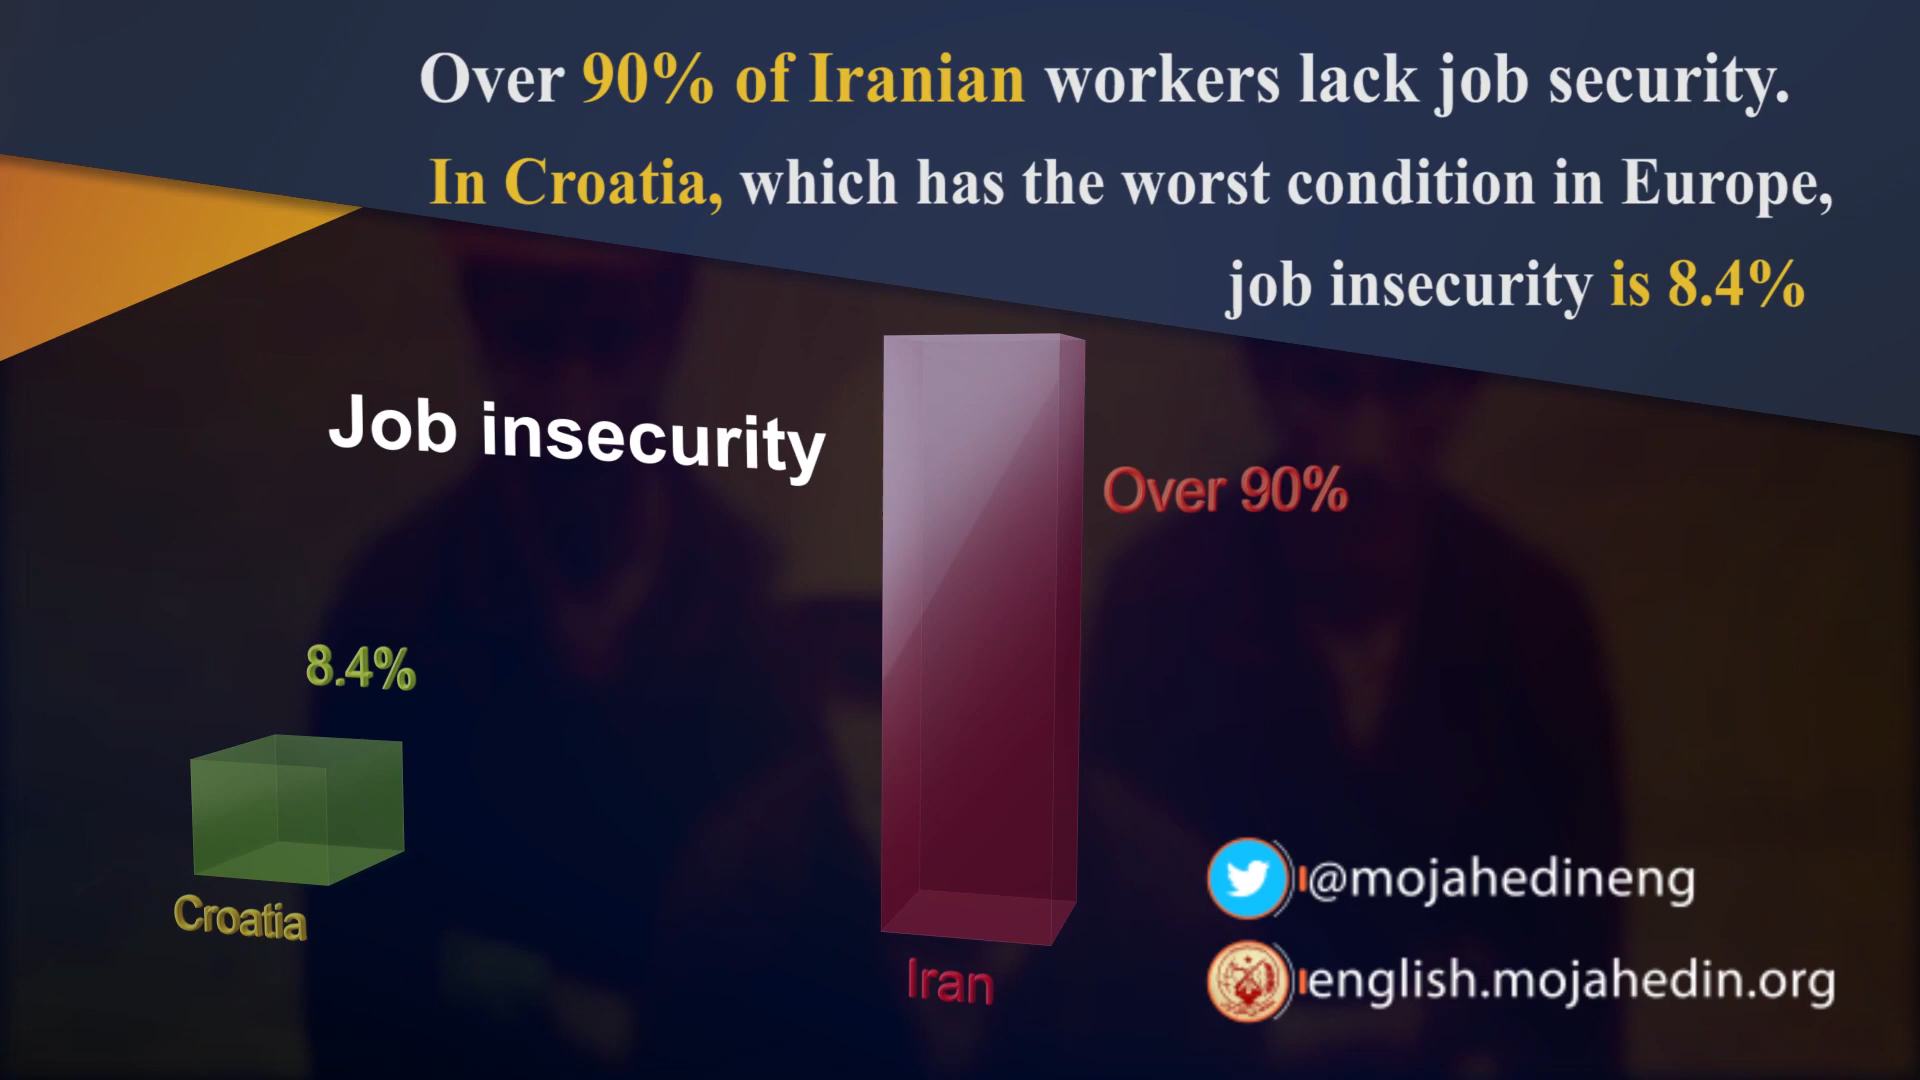 Over 90% of Iranian workers lack job security.
In Croatia, which has the worst condition in Europe,
job insecurity is 8.4%
Job insecurity
Over 90%
8.4%
Croatia
Iran
@mojahedineng
english.mojahedin.org